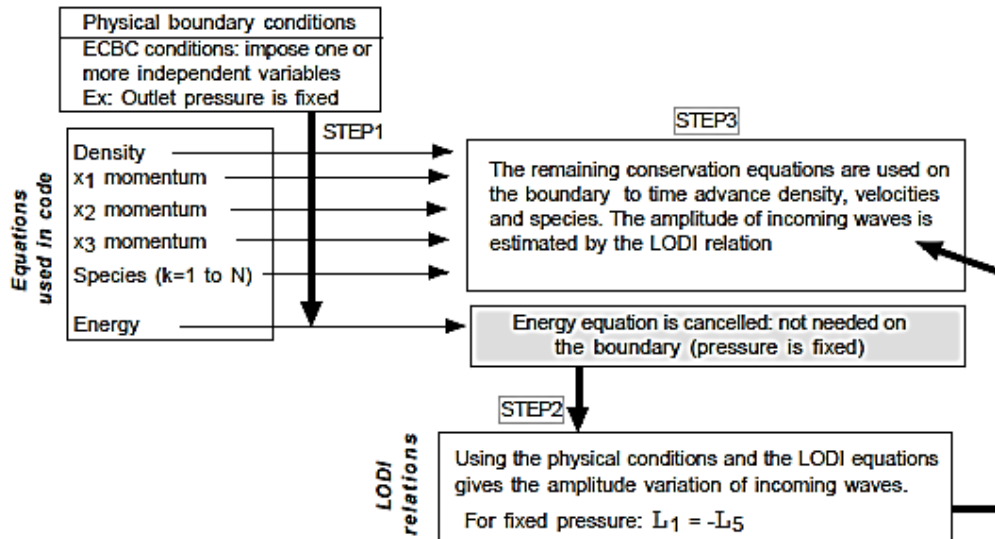 Physical boundary conditions
ECBC conditions: impose one or
more independent variables
Ex: Outlet pressure is fixed
STEP1
STEP3
Equations
used in code
Density
x1 momentum
x2 momentum
x3 momentum
Species (k=1 to N)
Energy
The remaining conservation equations are used on
the boundary to time advance density, velocities
and species. The amplitude of incoming waves is
estimated by the LODI relation
Energy equation is cancelled: not needed on
the boundary (pressure is fixed)
STEP2
LODI
relations
Using the physical conditions and the LODI equations
gives the amplitude variation of incoming waves.
For fixed pressure: L1 = -L5